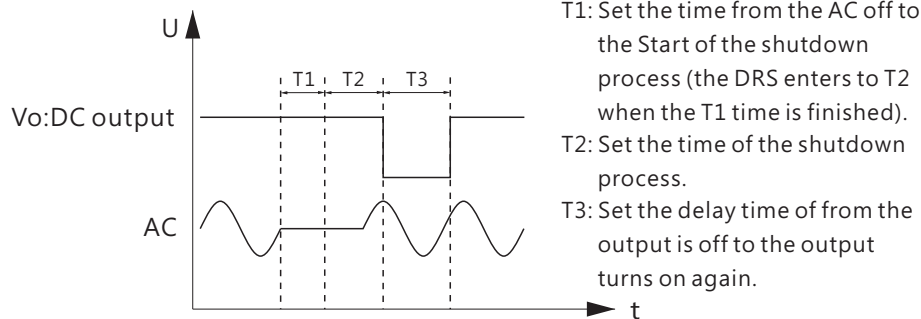 U
T1 T2 T3
Vo:DC output
AC
t
T1: Set the time from the AC off to
the Start of the shutdown
process (the DRS enters to T2
when the T1 time is finished).
T2: Set the time of the shutdown
process.
T3: Set the delay time of from the
output is off to the output
turns on again.